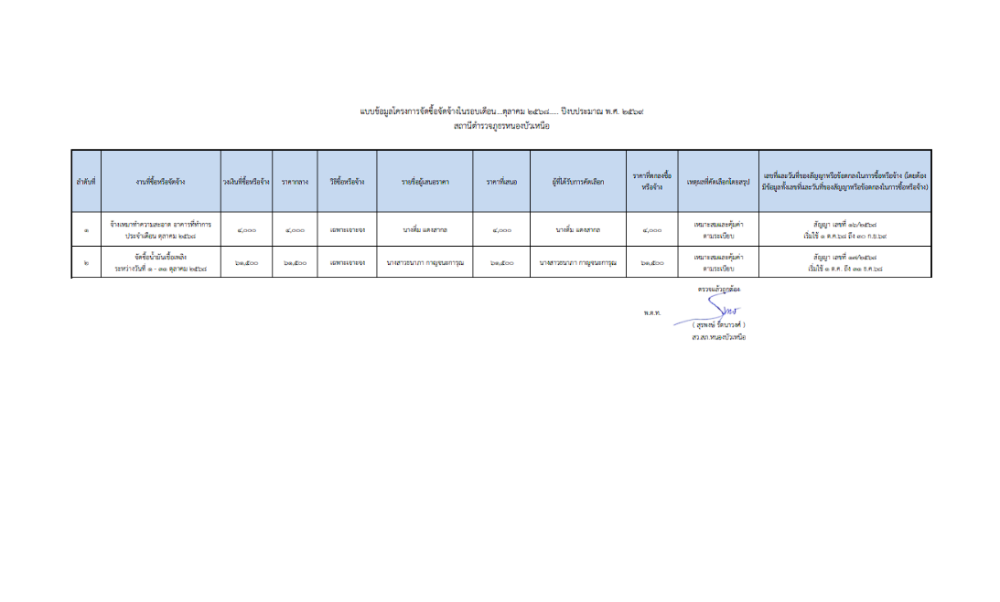 แบบข้อมูลโครงการจัดซื้อจัดจ้างในรอบเดือน...ตุลาคม ๒๕๖๘..... ปีงบประมาณ พ.ศ. ๒๕๖๙
สถานีตำรวจภูธรหนองบัวเหนือ
ลำดับที่ งานที่ซื้อหรือจัดจ้าง วงเงินที่ซื้อหรือจ้าง ราคากลาง วิธีซื้อหรือจ้าง รายชื่อผู้เสนอราคา ราคาที่เสนอ ผู้ที่ได้รับการคัดเลือก ราคาที่ตกลงซื้อ เหตุผลที่คัดเลือกโดยสรุป เลขที่และวันที่ของสัญญาหรือข้อตกลงในการซื้อหรือจ้าง (โดยต้อง
หรือจ้าง มีข้อมูลทั้งเลขที่และวันที่ของสัญญาหรือข้อตกลงในการซื้อหรือจ้าง)
๑ จ้างเหมาทำความสะอาด อาคารที่ทำการ ๔,๐๐๐ ๔,๐๐๐ เฉพาะเจาะจง นางติ๋ม แดงสากล ๔,๐๐๐ นางติ๋ม แดงสากล ๔,๐๐๐ เหมาะสมและคุ้มค่า สัญญา เลขที่ ๑๖/๒๕๖๘
ประจำเดือน ตุลาคม ๒๕๖๘ ตามระเบียบ เริ่มใช้ ๑ ต.ค.๖๘ ถึง ๓๐ ก.ย.๖๙
๒ จัดซื้อน้ำมันเชื้อเพลิง ๖๑,๕๐๐ ๖๑,๕๐๐ เฉพาะเจาะจง นางสาวธนาภา กาญจนะการุณ ๖๑,๕๐๐ นางสาวธนาภา กาญจนะการุณ ๖๑,๕๐๐ เหมาะสมและคุ้มค่า สัญญา เลขที่ ๑๗/๒๕๖๘
ระหว่างวันที่ ๑ - ๓๑ ตุลาคม ๒๕๖๘ ตามระเบียบ เริ่มใช้ ๑ ต.ค. ถึง ๓๑ ธ.ค.๖๘
ตรวจแล้วถูกต้อง
พ.ต.ท.
( สุรพงษ์ รัตนาวงศ์ )
สว.สภ.หนองบัวเหนือ